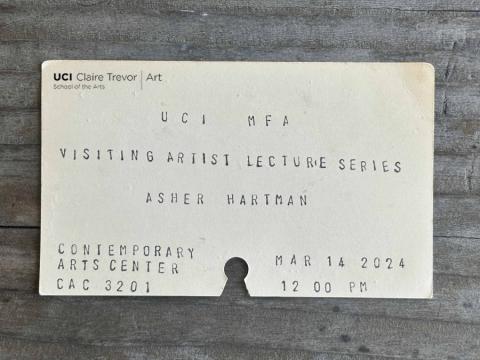 UCI Claire Trevor | Art
School of the Arts
UCI MFA
VISITING ARTIST LECTURE SERIES
ASHER HARTMAN
CONTEMPORARY
ARTS CENTER
CAC 3201
MAR 14 2024
12 00 PM